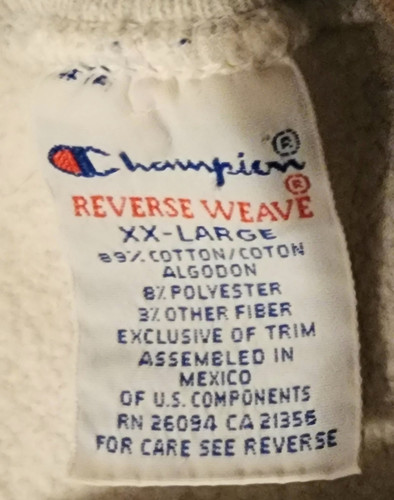 Champion®
REVERSE WEAVE®
XX-LARGE
89% COTTON/COTON
ALGODON
8% POLYESTER
3% OTHER FIBER
EXCLUSIVE OF TRIM
ASSEMBLED IN
MEXICO
OF U.S. COMPONENTS
RN 26094 CA 21356
FOR CARE SEE REVERSE